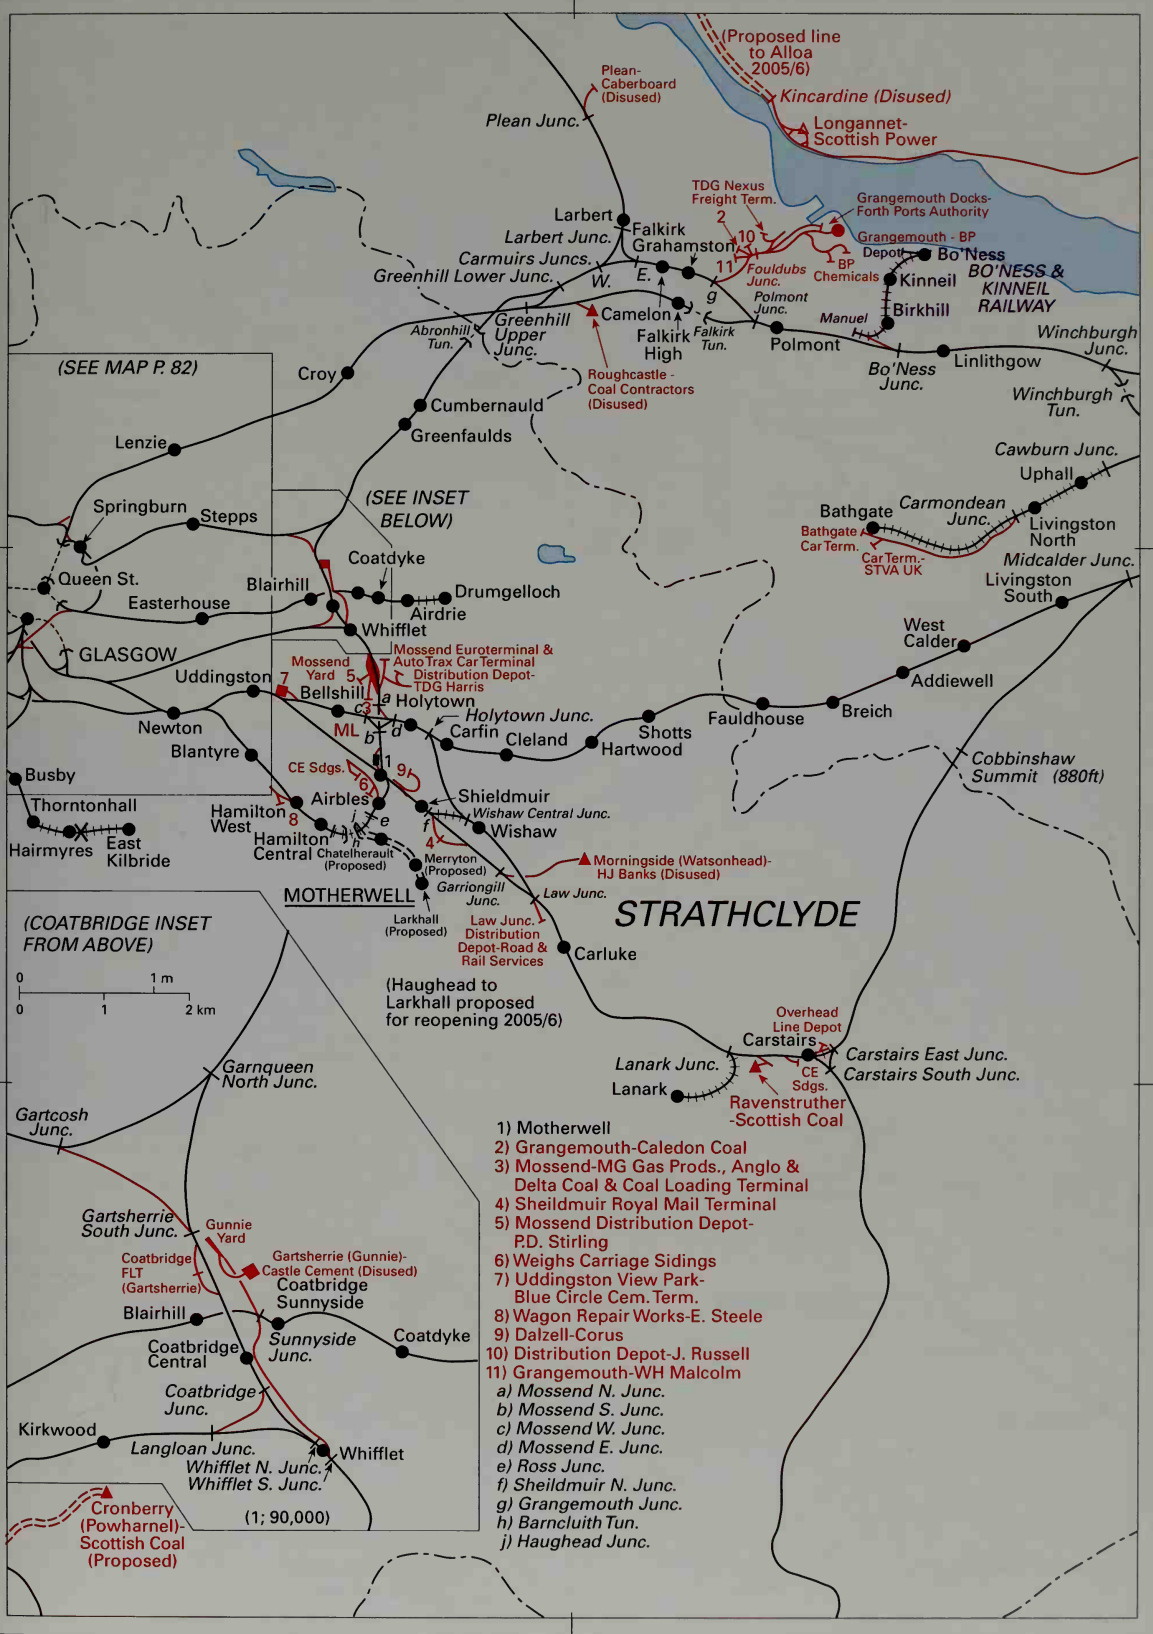 (Proposed line
to Alloa
2005/6)
Plean-
Caberboard
(Disused)
Kincardine (Disused)
Plean Junc.
Longannet-
Scottish Power
TDG Nexus
Freight Term.
Grangemouth Docks-
Forth Ports Authority
2
10
11
Larbert
Falkirk
Grahamston
Larbert Junc.
Grangemouth - BP
Carmuirs Juncs.
W.
E.
g
Fouldubs
Junc.
BP
Chemicals
Depot
Bo'Ness
Greenhill Lower Junc.
Kinneil
BO'NESS &
KINNEIL
RAILWAY
Polmont
Junc.
Birkhill
Manuel
Abronhill
Tun.
Greenhill
Upper
Junc.
Camelon
Falkirk
High
Falkirk
Tun.
Polmont
Winchburgh
Junc.
(SEE MAP P. 82)
Croy
Roughcastle -
Coal Contractors
(Disused)
Bo'Ness
Junc.
Linlithgow
Winchburgh
Tun.
Cumbernauld
Greenfaulds
Lenzie
Cawburn Junc.
Uphall
(SEE INSET
BELOW)
Springburn
Stepps
Bathgate
Carmondean
Junc.
Livingston
North
Bathgate
Car Term.
Car Term.-
STVA UK
Coatdyke
Midcalder Junc.
Queen St.
Blairhill
Drumgelloch
Livingston
South
Easterhouse
Airdrie
Whifflet
West
Calder
GLASGOW
Mossend
Yard
5
Mossend Euroterminal &
AutoTrax Car Terminal
Distribution Depot-
TDG Harris
Uddingston
7
Bellshill
Addiewell
a
3
Holytown
c
Holytown Junc.
Fauldhouse
Breich
Newton
ML
b
d
Carfin
Cleland
Shotts
Hartwood
Blantyre
1
CE Sdgs.
6
9
Cobbinshaw
Summit (880ft)
Busby
Thorntonhall
Hamilton
West
8
Airbles
Shieldmuir
j
e
f
Wishaw Central Junc.
Wishaw
Hairmyres
East
Kilbride
Hamilton
Central
h
Chatelherault
(Proposed)
4
Merryton
(Proposed)
Morningside (Watsonhead)-
HJ Banks (Disused)
MOTHERWELL
Garriongill
Junc.
Law Junc.
(COATBRIDGE INSET
FROM ABOVE)
Larkhall
(Proposed)
Law Junc.
Distribution
Depot-Road &
Rail Services
STRATHCLYDE
Carluke
0
1 m
0
1
2 km
(Haughead to
Larkhall proposed
for reopening 2005/6)
Overhead
Line Depot
Carstairs
Carstairs East Junc.
Carstairs South Junc.
Lanark Junc.
CE
Sdgs.
Lanark
Ravenstruther
-Scottish Coal
Garnqueen
North Junc.
Gartcosh
Junc.
Gartsherrie
South Junc.
Gunnie
Yard
Coatbridge
FLT
(Gartsherrie)
Gartsherrie (Gunnie)-
Castle Cement (Disused)
Coatbridge
Sunnyside
Blairhill
Sunnyside
Junc.
Coatdyke
Coatbridge
Central
Coatbridge
Junc.
Kirkwood
Langloan Junc.
Whifflet N. Junc.
Whifflet S. Junc.
Whifflet
(1; 90,000)
Cronberry
(Powharnel)-
Scottish Coal
(Proposed)
1) Motherwell
2) Grangemouth-Caledon Coal
3) Mossend-MG Gas Prods., Anglo &
Delta Coal & Coal Loading Terminal
4) Sheildmuir Royal Mail Terminal
5) Mossend Distribution Depot-
P.D. Stirling
6) Weighs Carriage Sidings
7) Uddingston View Park-
Blue Circle Cem. Term.
8) Wagon Repair Works-E. Steele
9) Dalzell-Corus
10) Distribution Depot-J. Russell
11) Grangemouth-WH Malcolm
a) Mossend N. Junc.
b) Mossend S. Junc.
c) Mossend W. Junc.
d) Mossend E. Junc.
e) Ross Junc.
f) Sheildmuir N. Junc.
g) Grangemouth Junc.
h) Barncluith Tun.
j) Haughead Junc.